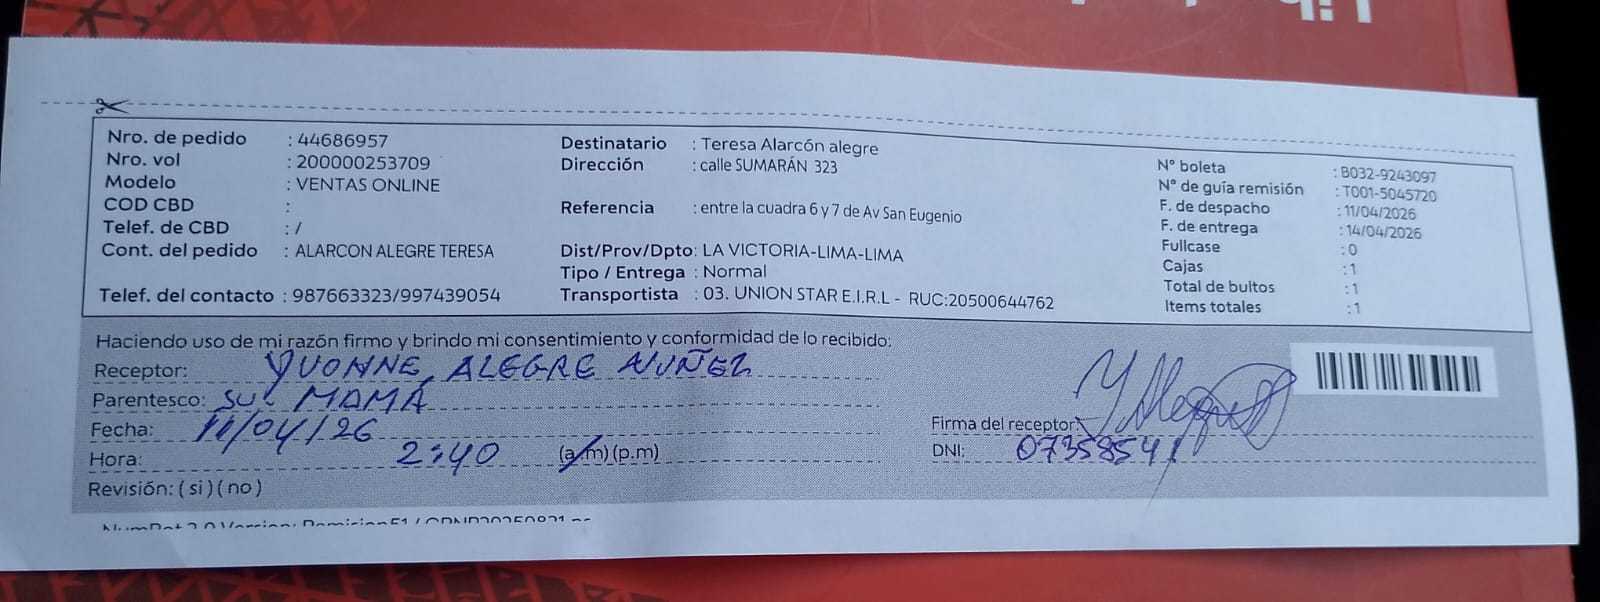 Nro. de pedido : 44686957
Nro. vol : 200000253709
Modelo : VENTAS ONLINE
COD CBD :
Telef. de CBD : /
Cont. del pedido : ALARCON ALEGRE TERESA
Telef. del contacto : 987663323/997439054
Destinatario : Teresa Alarcón alegre
Dirección : calle SUMARÁN 323
Referencia : entre la cuadra 6 y 7 de Av San Eugenio
Dist/Prov/Dpto: LA VICTORIA-LIMA-LIMA
Tipo / Entrega : Normal
Transportista : 03. UNION STAR E.I.R.L - RUC:20500644762
N° boleta : B032-9243097
N° de guía remisión : T001-5045720
F. de despacho : 11/04/2026
F. de entrega : 14/04/2026
Fullcase : 0
Cajas : 1
Total de bultos : 1
Items totales : 1
Haciendo uso de mi razón firmo y brindo mi consentimiento y conformidad de lo recibido:
Receptor: YVONNE ALEGRE NUÑEZ
Parentesco: SU MAMÁ
Fecha: 11/04/26
Hora: 2:40 (a.m) (p.m)
Revisión: ( si ) ( no )
Firma del receptor: Y Alegre
DNI: 07358541